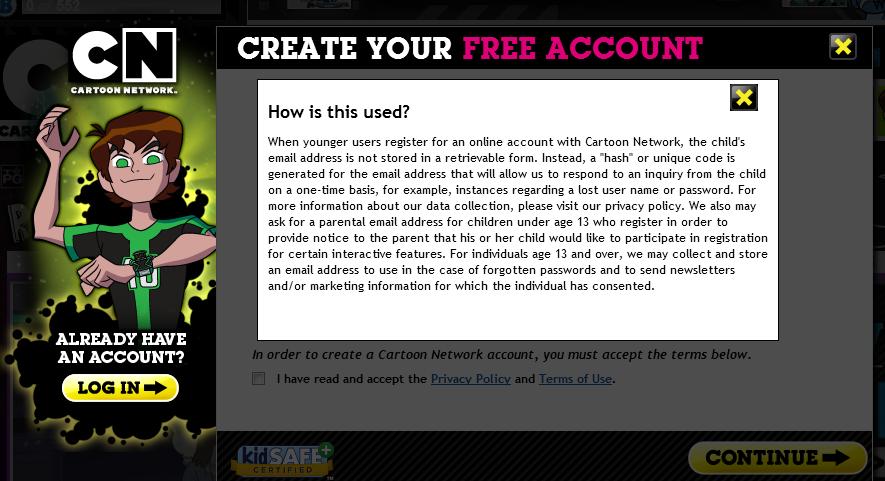 0 of 552
CN
CARTOON NETWORK™
CREATE YOUR FREE ACCOUNT
How is this used?
When younger users register for an online account with Cartoon Network, the child's
email address is not stored in a retrievable form. Instead, a "hash" or unique code is
generated for the email address that will allow us to respond to an inquiry from the child
on a one-time basis, for example, instances regarding a lost user name or password. For
more information about our data collection, please visit our privacy policy. We also may
ask for a parental email address for children under age 13 who register in order to
provide notice to the parent that his or her child would like to participate in registration
for certain interactive features. For individuals age 13 and over, we may collect and store
an email address to use in the case of forgotten passwords and to send newsletters
and/or marketing information for which the individual has consented.
10
ALREADY HAVE
AN ACCOUNT?
LOG IN
In order to create a Cartoon Network account, you must accept the terms below.
I have read and accept the Privacy Policy and Terms of Use.
kidSAFE+
CERTIFIED™
CONTINUE